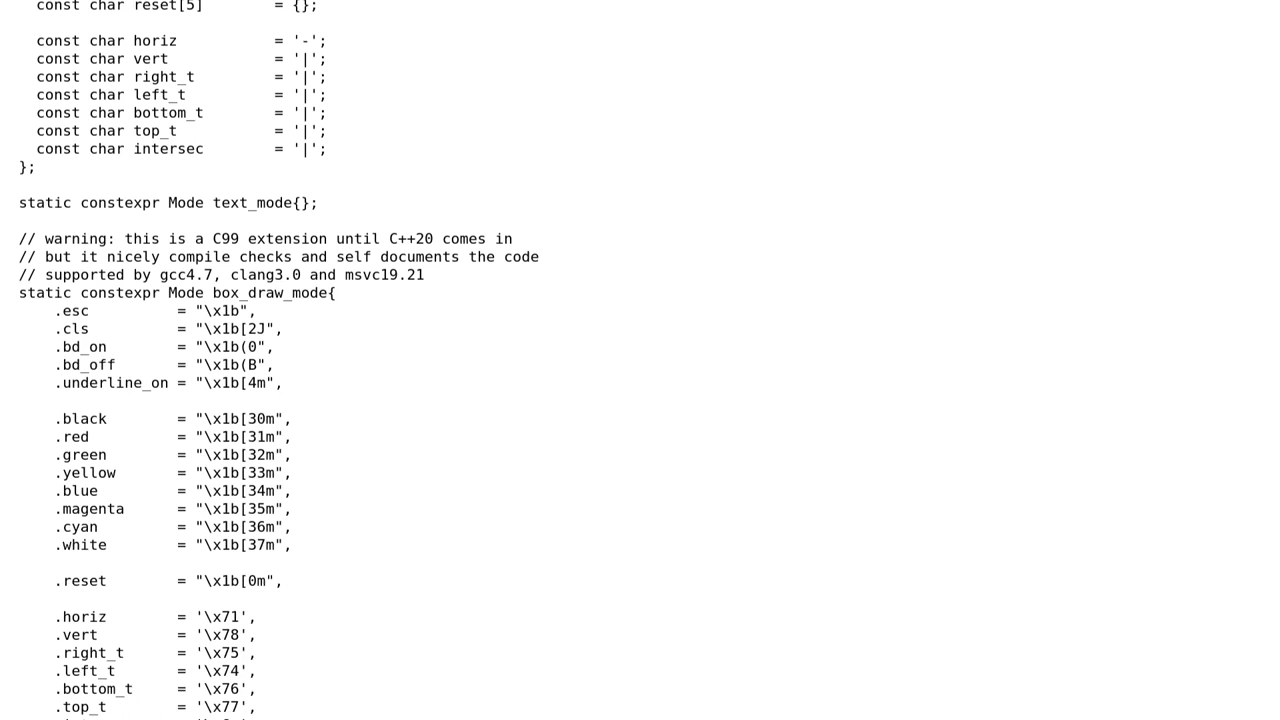 const char reset[5]        = {};

  const char horiz           = '-';
  const char vert            = '|';
  const char right_t         = '|';
  const char left_t          = '|';
  const char bottom_t        = '|';
  const char top_t           = '|';
  const char intersec        = '|';
};

static constexpr Mode text_mode{};

// warning: this is a C99 extension until C++20 comes in
// but it nicely compile checks and self documents the code
// supported by gcc4.7, clang3.0 and msvc19.21
static constexpr Mode box_draw_mode{
    .esc          = "\x1b",
    .cls          = "\x1b[2J",
    .bd_on        = "\x1b(0",
    .bd_off       = "\x1b(B",
    .underline_on = "\x1b[4m",

    .black        = "\x1b[30m",
    .red          = "\x1b[31m",
    .green        = "\x1b[32m",
    .yellow       = "\x1b[33m",
    .blue         = "\x1b[34m",
    .magenta      = "\x1b[35m",
    .cyan         = "\x1b[36m",
    .white        = "\x1b[37m",

    .reset        = "\x1b[0m",

    .horiz        = '\x71',
    .vert         = '\x78',
    .right_t      = '\x75',
    .left_t       = '\x74',
    .bottom_t     = '\x76',
    .top_t        = '\x77',